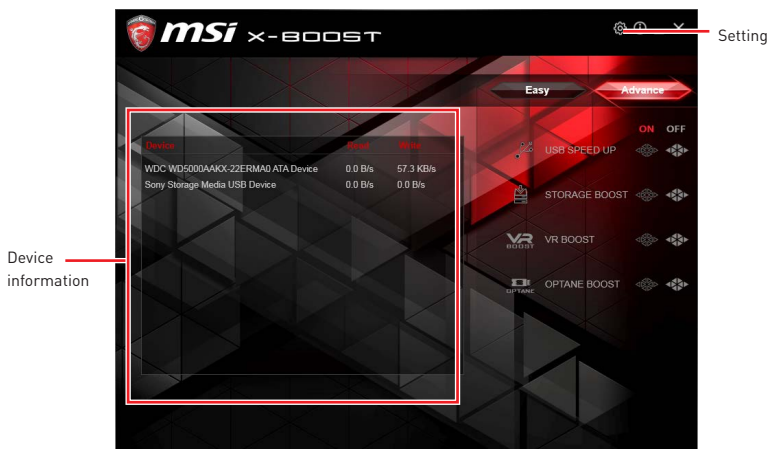 msi X-BOOST
Setting
Easy
Advance
ON OFF
Device Read Write
WDC WD5000AAKX-22ERMA0 ATA Device 0.0 B/s 57.3 KB/s
Sony Storage Media USB Device 0.0 B/s 0.0 B/s
USB SPEED UP
STORAGE BOOST
VR BOOST
VR BOOST
OPTANE
OPTANE BOOST
Device
information